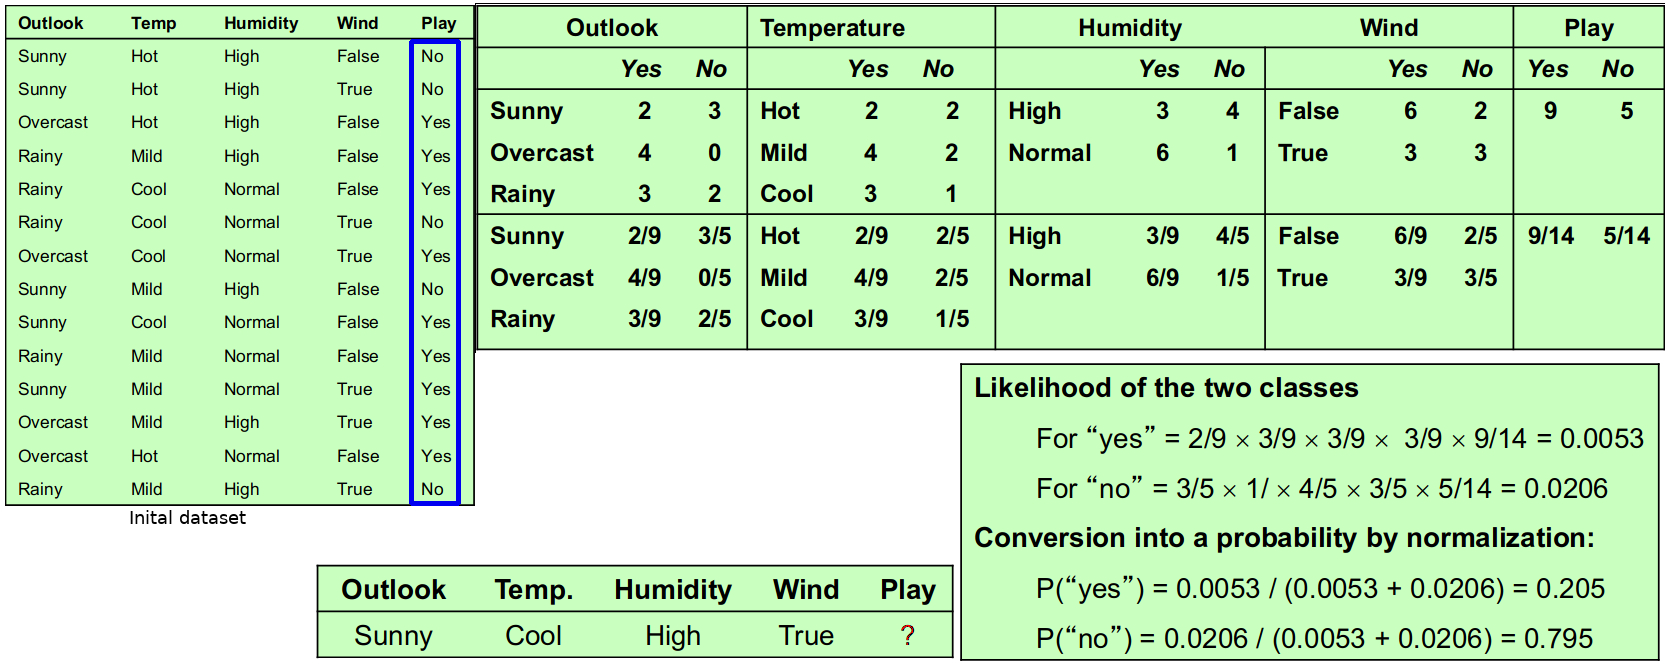 Outlook Temp Humidity Wind Play
Sunny Hot High False No
Sunny Hot High True No
Overcast Hot High False Yes
Rainy Mild High False Yes
Rainy Cool Normal False Yes
Rainy Cool Normal True No
Overcast Cool Normal True Yes
Sunny Mild High False No
Sunny Cool Normal False Yes
Rainy Mild Normal False Yes
Sunny Mild Normal True Yes
Overcast Mild High True Yes
Overcast Hot Normal False Yes
Rainy Mild High True No
Inital dataset
Outlook Temperature Humidity Wind Play
Yes No Yes No Yes No Yes No Yes No
Sunny 2 3 Hot 2 2 High 3 4 False 6 2 9 5
Overcast 4 0 Mild 4 2 Normal 6 1 True 3 3
Rainy 3 2 Cool 3 1
Sunny 2/9 3/5 Hot 2/9 2/5 High 3/9 4/5 False 6/9 2/5 9/14 5/14
Overcast 4/9 0/5 Mild 4/9 2/5 Normal 6/9 1/5 True 3/9 3/5
Rainy 3/9 2/5 Cool 3/9 1/5
Outlook Temp. Humidity Wind Play
Sunny Cool High True ?
Likelihood of the two classes
For “yes” = 2/9 × 3/9 × 3/9 × 3/9 × 9/14 = 0.0053
For “no” = 3/5 × 1/ × 4/5 × 3/5 × 5/14 = 0.0206
Conversion into a probability by normalization:
P(“yes”) = 0.0053 / (0.0053 + 0.0206) = 0.205
P(“no”) = 0.0206 / (0.0053 + 0.0206) = 0.795